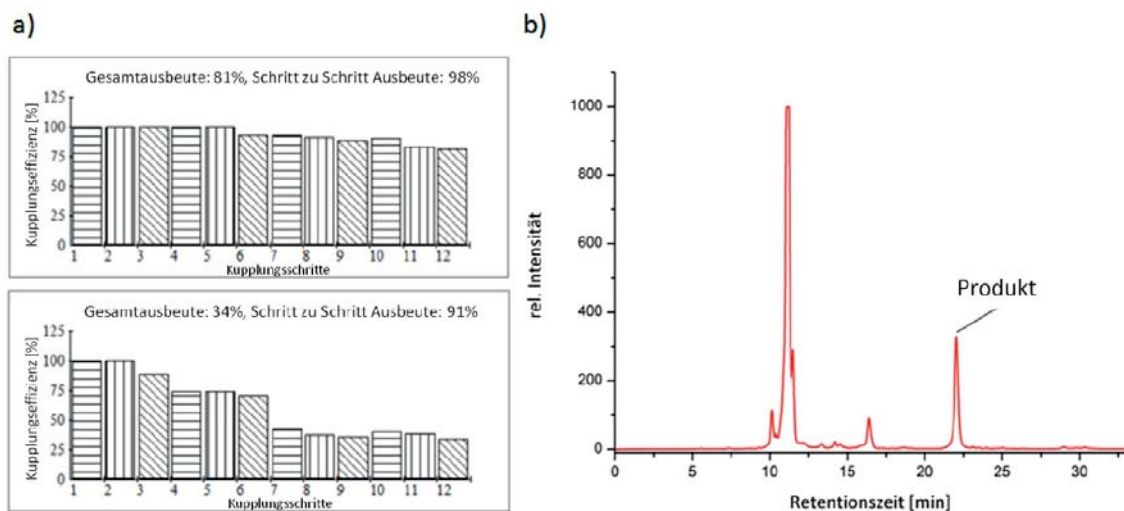 a)
Gesamtausbeute: 81%, Schritt zu Schritt Ausbeute: 98%
Kupplungseffizienz [%]
125
100
75
50
25
0
1 2 3 4 5 6 7 8 9 10 11 12
Kupplungsschritte
Gesamtausbeute: 34%, Schritt zu Schritt Ausbeute: 91%
Kupplungseffizienz [%]
125
100
75
50
25
0
1 2 3 4 5 6 7 8 9 10 11 12
Kupplungsschritte
b)
rel. Intensität
1000
800
600
400
200
0
Produkt
0 5 10 15 20 25 30
Retentionszeit [min]